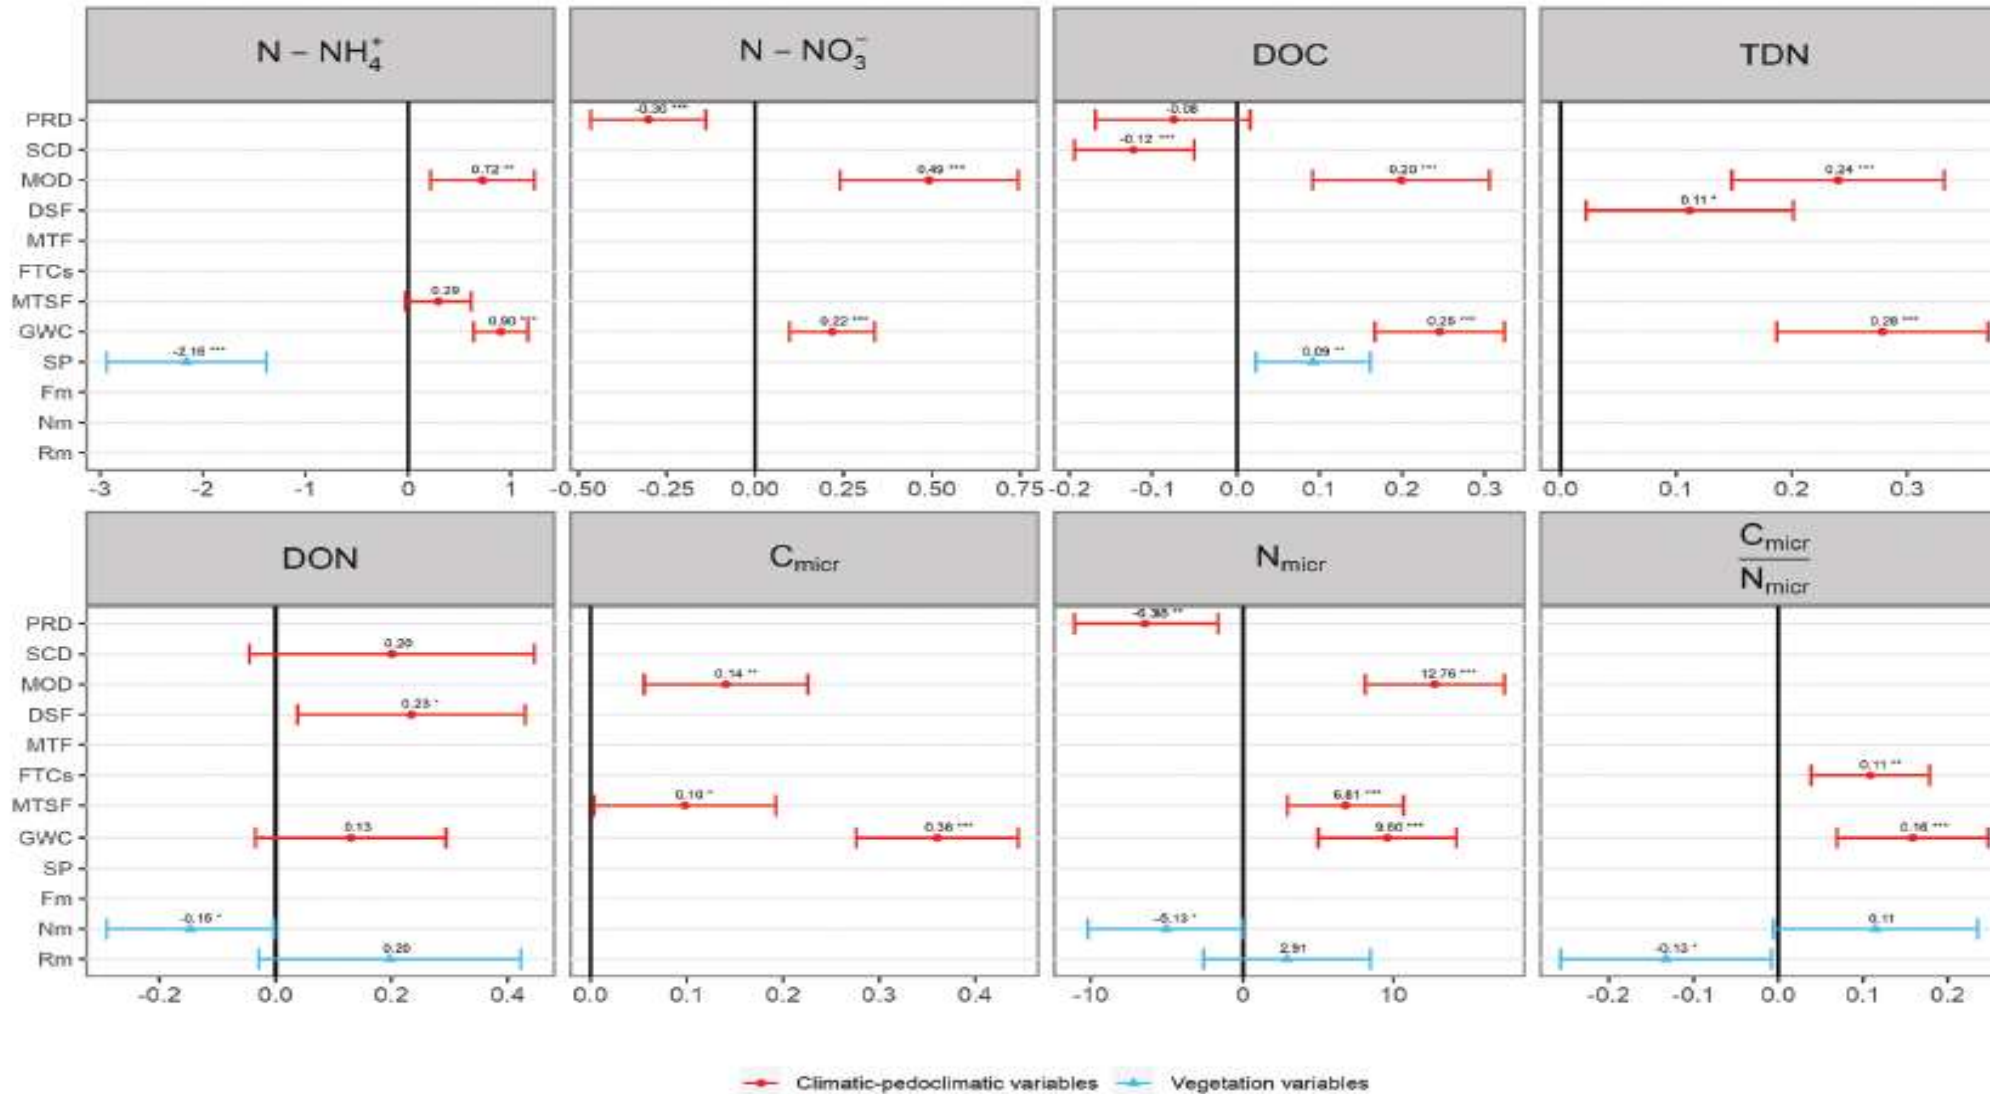 N – NH₄⁺
N – NO₃⁻
DOC
TDN
PRD
SCD
MOD
DSF
MTF
FTCs
MTSF
GWC
SP
Fm
Nm
Rm
0.72 **
0.29
0.90 ***
-2.16 ***
-0.30 ***
0.49 ***
0.22 ***
-0.08
-0.12 ***
0.20 ***
0.25 ***
0.09 **
0.24 ***
0.11 *
0.28 ***
-3 -2 -1 0 1
-0.50 -0.25 0.00 0.25 0.50 0.75
-0.2 -0.1 0.0 0.1 0.2 0.3
0.0 0.1 0.2 0.3
DON
C micr
N micr
C micr
N micr
PRD
SCD
MOD
DSF
MTF
FTCs
MTSF
GWC
SP
Fm
Nm
Rm
0.20
0.23 *
0.13
-0.15 *
0.20
0.14 **
0.10 *
0.36 ***
12.76 ***
6.81 ***
9.60 ***
-5.13 *
2.91
0.11 **
0.16 ***
0.11
-0.13 *
-0.2 0.0 0.2 0.4
0.0 0.1 0.2 0.3 0.4
-10 0 10
-0.2 -0.1 0.0 0.1 0.2
Climatic-pedoclimatic variables
Vegetation variables